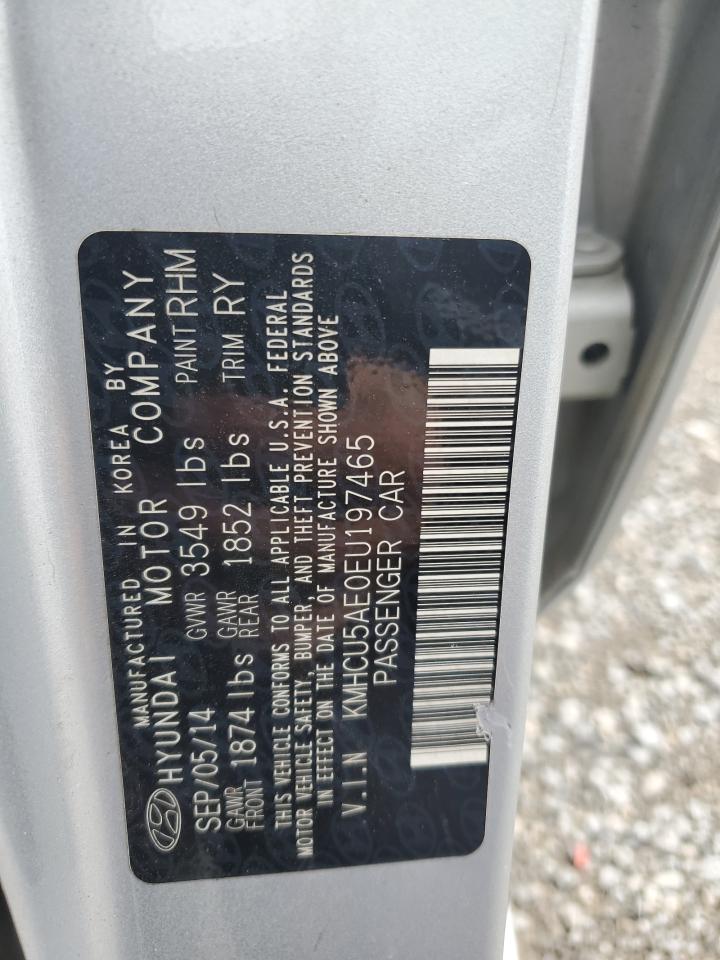 MANUFACTURED IN KOREA BY
HYUNDAI MOTOR COMPANY
SEP/05/14 GVWR 3549 lbs PAINT RHM
GAWR FRONT 1874 lbs GAWR REAR 1852 lbs TRIM RY
THIS VEHICLE CONFORMS TO ALL APPLICABLE U.S.A. FEDERAL
MOTOR VEHICLE SAFETY, BUMPER, AND THEFT PREVENTION STANDARDS
IN EFFECT ON THE DATE OF MANUFACTURE SHOWN ABOVE
V.I.N KMHCU5AE0EU197465
PASSENGER CAR